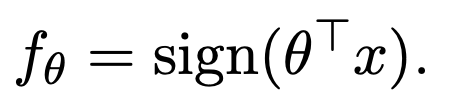 f_θ = sign(θ^⊤ x).